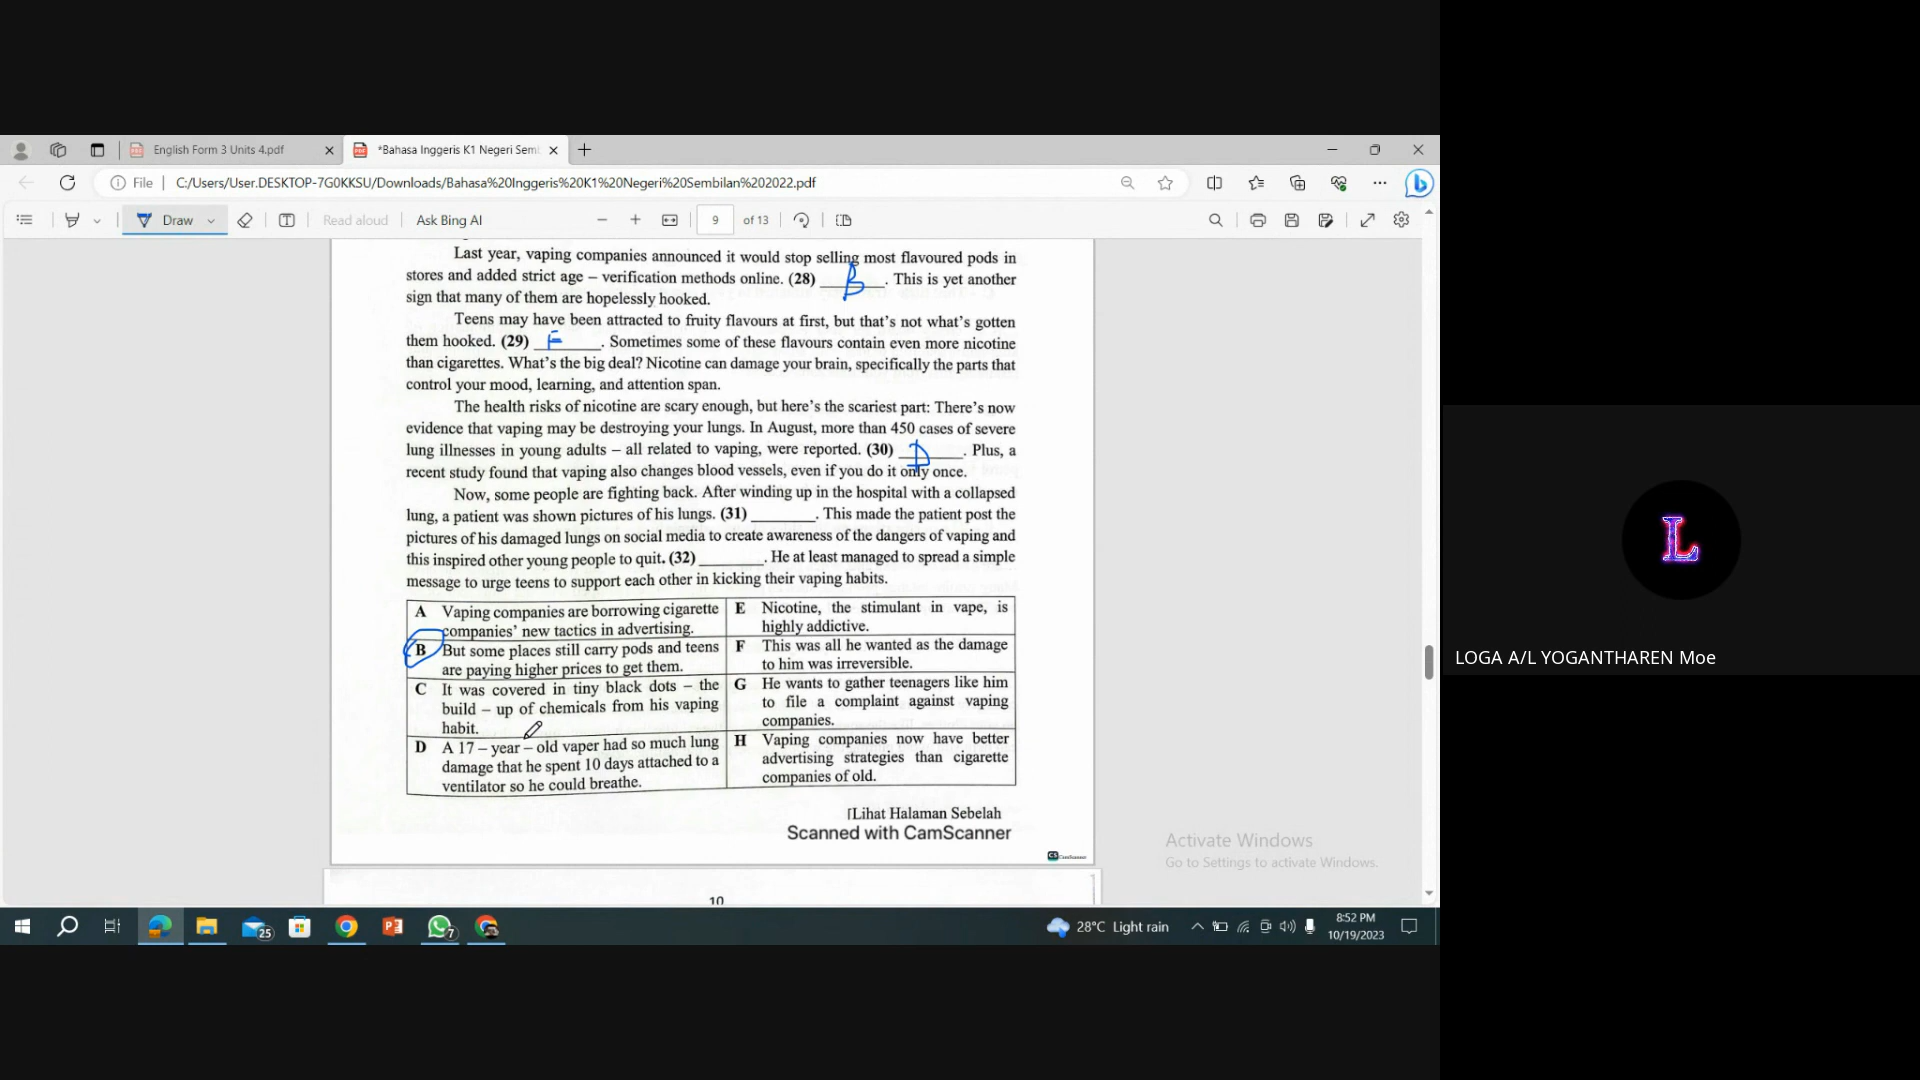 English Form 3 Units 4.pdf
*Bahasa Inggeris K1 Negeri Sem
File
C:/Users/User.DESKTOP-7G0KKSU/Downloads/Bahasa%20Inggeris%20K1%20Negeri%20Sembilan%202022.pdf
Draw
Read aloud
Ask Bing AI
9
of 13
Last year, vaping companies announced it would stop selling most flavoured pods in
stores and added strict age – verification methods online. (28) B . This is yet another
sign that many of them are hopelessly hooked.
Teens may have been attracted to fruity flavours at first, but that's not what's gotten
them hooked. (29) E . Sometimes some of these flavours contain even more nicotine
than cigarettes. What's the big deal? Nicotine can damage your brain, specifically the parts that
control your mood, learning, and attention span.
The health risks of nicotine are scary enough, but here's the scariest part: There's now
evidence that vaping may be destroying your lungs. In August, more than 450 cases of severe
lung illnesses in young adults – all related to vaping, were reported. (30) D . Plus, a
recent study found that vaping also changes blood vessels, even if you do it only once.
Now, some people are fighting back. After winding up in the hospital with a collapsed
lung, a patient was shown pictures of his lungs. (31) ________. This made the patient post the
pictures of his damaged lungs on social media to create awareness of the dangers of vaping and
this inspired other young people to quit. (32) ________. He at least managed to spread a simple
message to urge teens to support each other in kicking their vaping habits.
A Vaping companies are borrowing cigarette
companies' new tactics in advertising.
E Nicotine, the stimulant in vape, is
highly addictive.
B But some places still carry pods and teens
are paying higher prices to get them.
F This was all he wanted as the damage
to him was irreversible.
C It was covered in tiny black dots – the
build – up of chemicals from his vaping
habit.
G He wants to gather teenagers like him
to file a complaint against vaping
companies.
D A 17 – year – old vaper had so much lung
damage that he spent 10 days attached to a
ventilator so he could breathe.
H Vaping companies now have better
advertising strategies than cigarette
companies of old.
[Lihat Halaman Sebelah
Scanned with CamScanner
CS CamScanner
10
Activate Windows
Go to Settings to activate Windows.
25
7
28°C Light rain
8:52 PM
10/19/2023
L
LOGA A/L YOGANTHAREN Moe